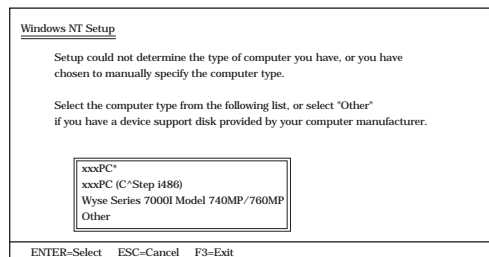 Windows NT Setup
Setup could not determine the type of computer you have, or you have
chosen to manually specify the computer type.
Select the computer type from the following list, or select "Other"
if you have a device support disk provided by your computer manufacturer.
xxxPC*
xxxPC (C^Step i486)
Wyse Series 7000I Model 740MP/760MP
Other
ENTER=Select ESC=Cancel F3=Exit